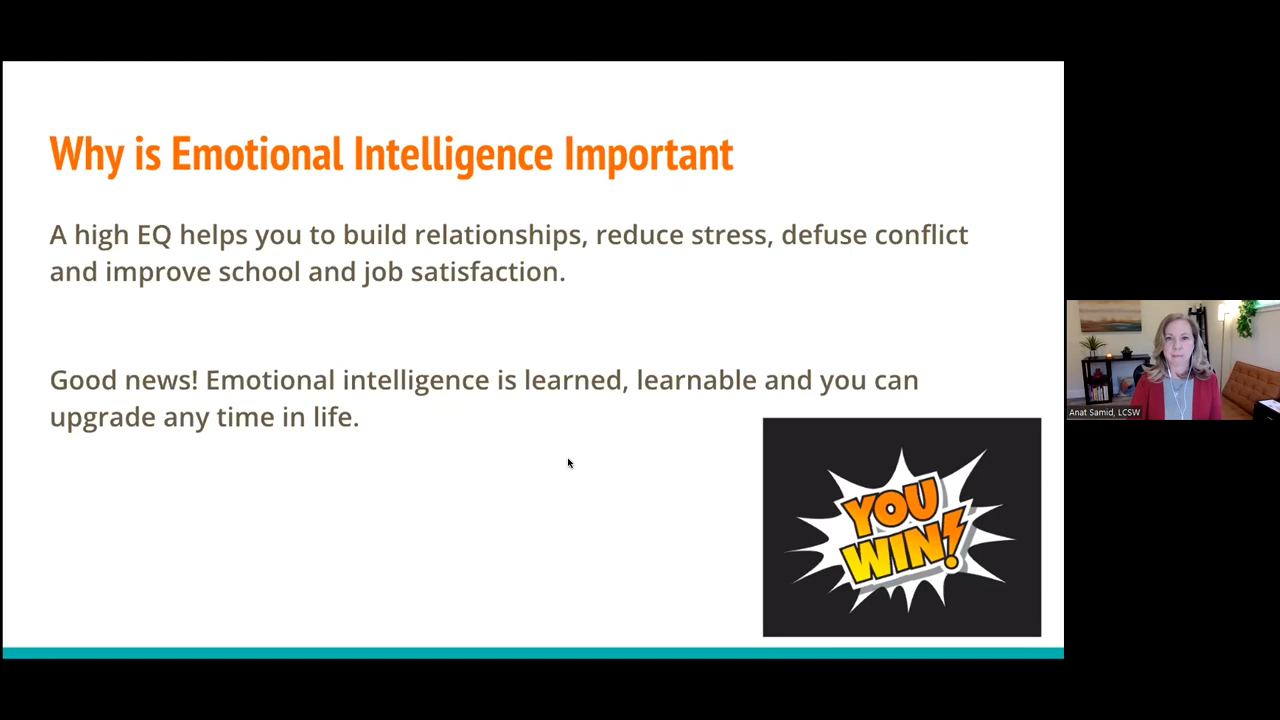 Why is Emotional Intelligence Important
A high EQ helps you to build relationships, reduce stress, defuse conflict
and improve school and job satisfaction.
Good news! Emotional intelligence is learned, learnable and you can
upgrade any time in life.
YOU
WIN!
Anat Samid, LCSW